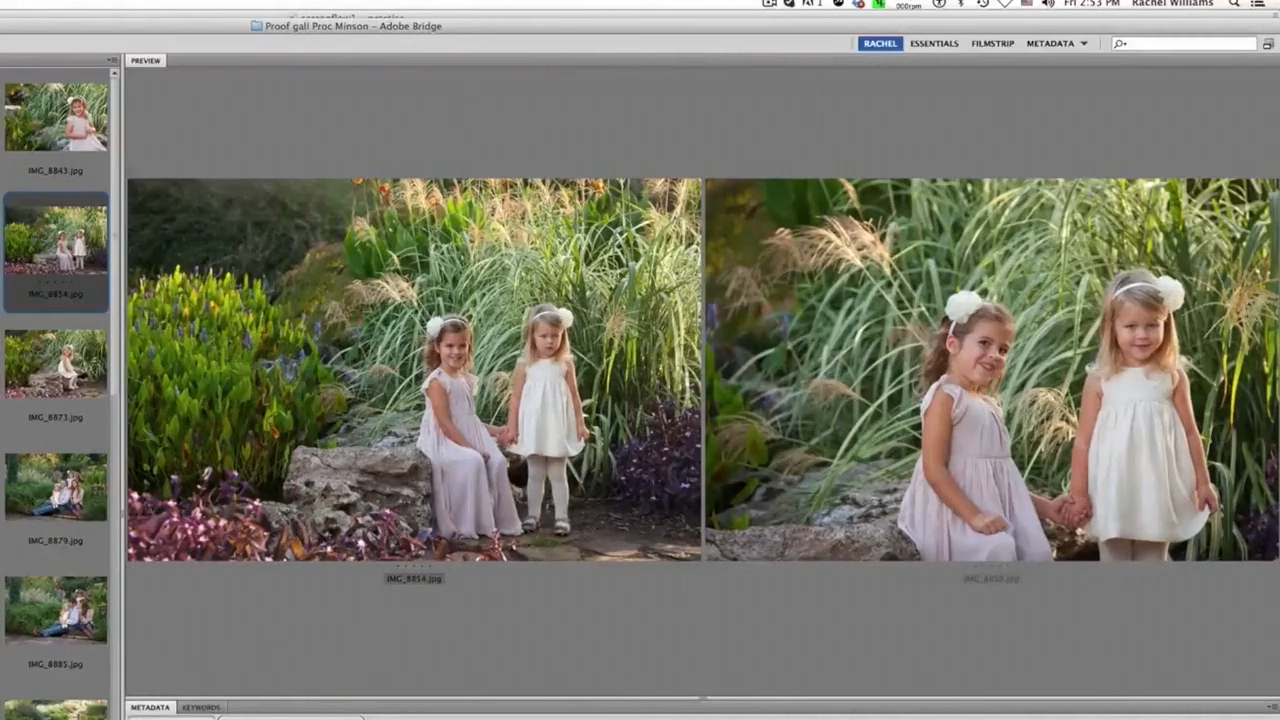 000rpm
Fri 2:53 PM Rachel Williams
Proof gall Proc Minson – Adobe Bridge
RACHEL ESSENTIALS FILMSTRIP METADATA
PREVIEW
IMG_8843.jpg
IMG_8854.jpg
IMG_8873.jpg
IMG_8879.jpg
IMG_8885.jpg
IMG_8854.jpg
METADATA KEYWORDS